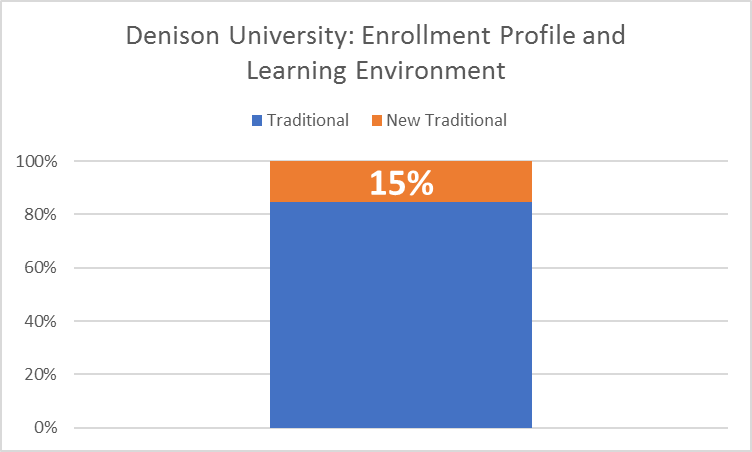 Denison University: Enrollment Profile and
Learning Environment
Traditional New Traditional
100%
15%
80%
60%
40%
20%
0%